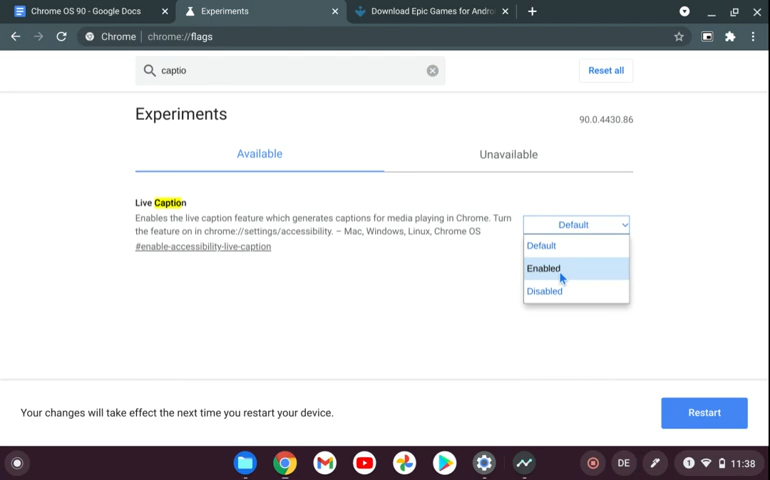 Chrome OS 90 - Google Docs
Experiments
Download Epic Games for Androi
Chrome | chrome://flags
captio
Reset all
Experiments
90.0.4430.86
Available
Unavailable
Live Caption
Enables the live caption feature which generates captions for media playing in Chrome. Turn
the feature on in chrome://settings/accessibility. – Mac, Windows, Linux, Chrome OS
#enable-accessibility-live-caption
Default
Default
Enabled
Disabled
Your changes will take effect the next time you restart your device.
Restart
DE
1
11:38